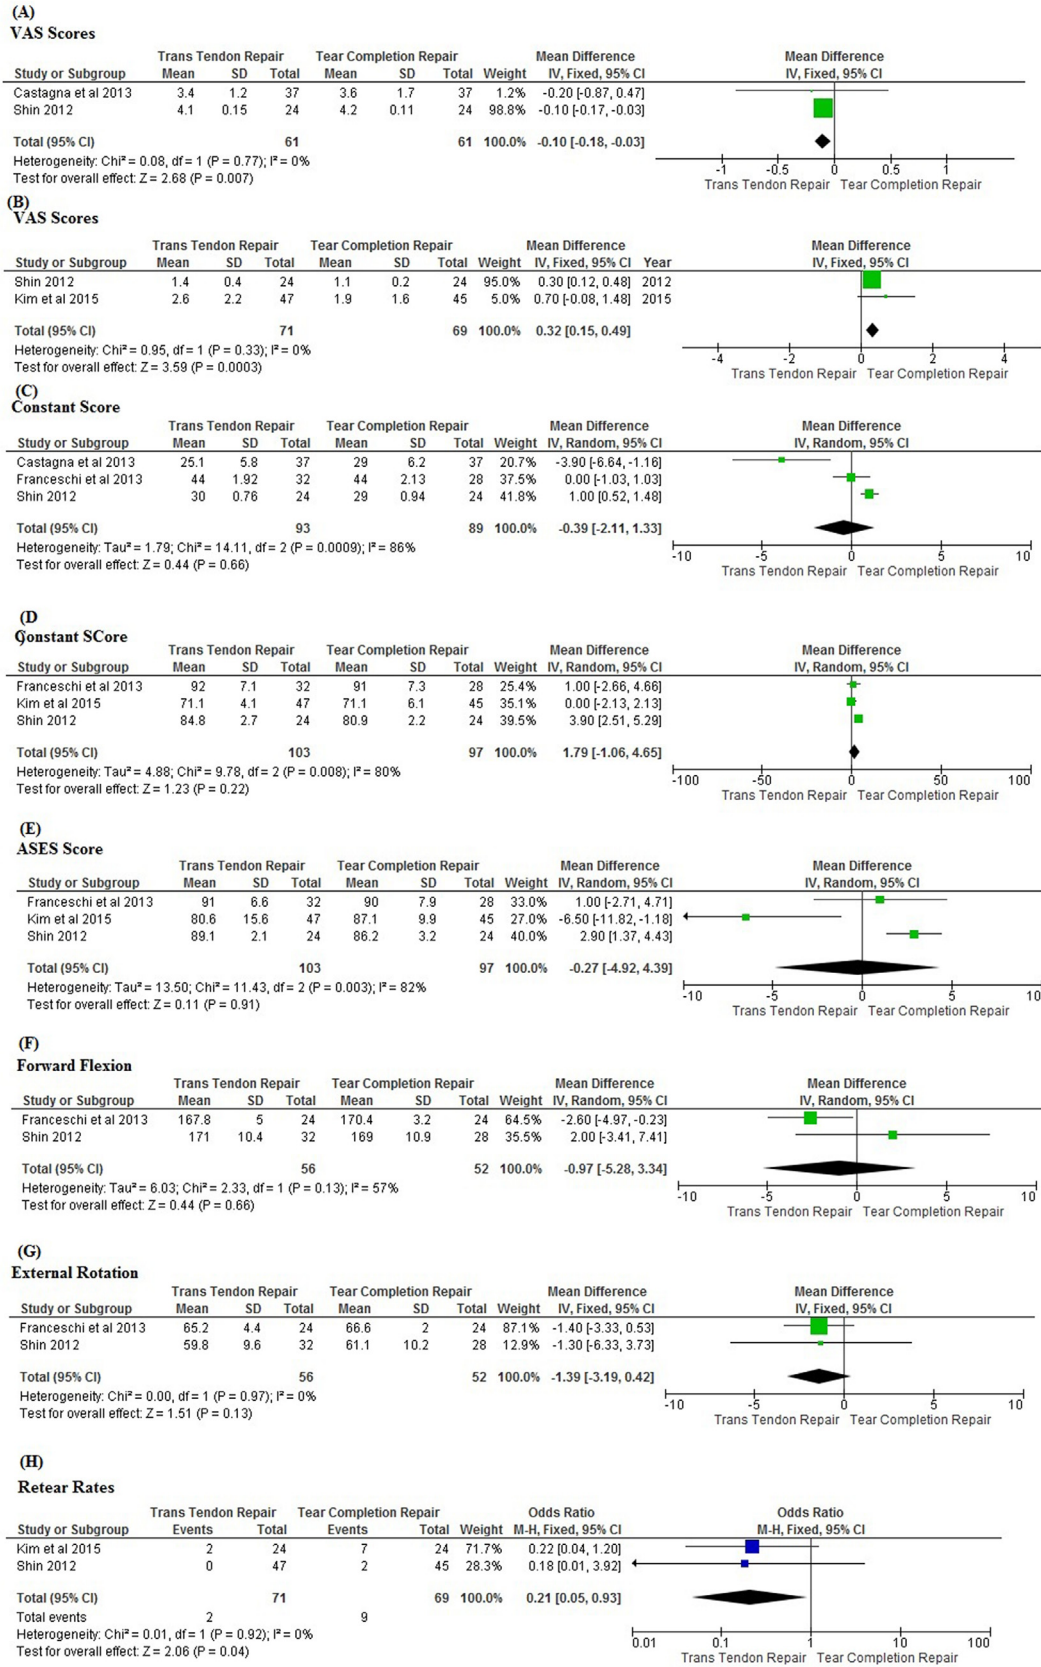 (A)
VAS Scores
Trans Tendon Repair Tear Completion Repair Mean Difference Mean Difference
Study or Subgroup Mean SD Total Mean SD Total Weight IV, Fixed, 95% CI IV, Fixed, 95% CI
Castagna et al 2013 3.4 1.2 37 3.6 1.7 37 1.2% -0.20 [-0.87, 0.47]
Shin 2012 4.1 0.15 24 4.2 0.11 24 98.8% -0.10 [-0.17, -0.03]
Total (95% CI) 61 61 100.0% -0.10 [-0.18, -0.03]
Heterogeneity: Chi² = 0.08, df = 1 (P = 0.77); I² = 0%
Test for overall effect: Z = 2.68 (P = 0.007)
-1 -0.5 0 0.5 1
Trans Tendon Repair Tear Completion Repair
(B)
VAS Scores
Trans Tendon Repair Tear Completion Repair Mean Difference Mean Difference
Study or Subgroup Mean SD Total Mean SD Total Weight IV, Fixed, 95% CI Year IV, Fixed, 95% CI
Shin 2012 1.4 0.4 24 1.1 0.2 24 95.0% 0.30 [0.12, 0.48] 2012
Kim et al 2015 2.6 2.2 47 1.9 1.6 45 5.0% 0.70 [-0.08, 1.48] 2015
Total (95% CI) 71 69 100.0% 0.32 [0.15, 0.49]
Heterogeneity: Chi² = 0.95, df = 1 (P = 0.33); I² = 0%
Test for overall effect: Z = 3.59 (P = 0.0003)
-4 -2 0 2 4
Trans Tendon Repair Tear Completion Repair
(C)
Constant Score
Trans Tendon Repair Tear Completion Repair Mean Difference Mean Difference
Study or Subgroup Mean SD Total Mean SD Total Weight IV, Random, 95% CI IV, Random, 95% CI
Castagna et al 2013 25.1 5.8 37 29 6.2 37 20.7% -3.90 [-6.64, -1.16]
Franceschi et al 2013 44 1.92 32 44 2.13 28 37.5% 0.00 [-1.03, 1.03]
Shin 2012 30 0.76 24 29 0.94 24 41.8% 1.00 [0.52, 1.48]
Total (95% CI) 93 89 100.0% -0.39 [-2.11, 1.33]
Heterogeneity: Tau² = 1.79; Chi² = 14.11, df = 2 (P = 0.0009); I² = 86%
Test for overall effect: Z = 0.44 (P = 0.66)
-10 -5 0 5 10
Trans Tendon Repair Tear Completion Repair
(D
)
Constant SCore
Trans Tendon Repair Tear Completion Repair Mean Difference Mean Difference
Study or Subgroup Mean SD Total Mean SD Total Weight IV, Random, 95% CI IV, Random, 95% CI
Franceschi et al 2013 92 7.1 32 91 7.3 28 25.4% 1.00 [-2.66, 4.66]
Kim et al 2015 71.1 4.1 47 71.1 6.1 45 35.1% 0.00 [-2.13, 2.13]
Shin 2012 84.8 2.7 24 80.9 2.2 24 39.5% 3.90 [2.51, 5.29]
Total (95% CI) 103 97 100.0% 1.79 [-1.06, 4.65]
Heterogeneity: Tau² = 4.88; Chi² = 9.78, df = 2 (P = 0.008); I² = 80%
Test for overall effect: Z = 1.23 (P = 0.22)
-100 -50 0 50 100
Trans Tendon Repair Tear Completion Repair
(E)
ASES Score
Trans Tendon Repair Tear Completion Repair Mean Difference Mean Difference
Study or Subgroup Mean SD Total Mean SD Total Weight IV, Random, 95% CI IV, Random, 95% CI
Franceschi et al 2013 91 6.6 32 90 7.9 28 33.0% 1.00 [-2.71, 4.71]
Kim et al 2015 80.6 15.6 47 87.1 9.9 45 27.0% -6.50 [-11.82, -1.18]
Shin 2012 89.1 2.1 24 86.2 3.2 24 40.0% 2.90 [1.37, 4.43]
Total (95% CI) 103 97 100.0% -0.27 [-4.92, 4.39]
Heterogeneity: Tau² = 13.50; Chi² = 11.43, df = 2 (P = 0.003); I² = 82%
Test for overall effect: Z = 0.11 (P = 0.91)
-10 -5 0 5 10
Trans Tendon Repair Tear Completion Repair
(F)
Forward Flexion
Trans Tendon Repair Tear Completion Repair Mean Difference Mean Difference
Study or Subgroup Mean SD Total Mean SD Total Weight IV, Random, 95% CI IV, Random, 95% CI
Franceschi et al 2013 167.8 5 24 170.4 3.2 24 64.5% -2.60 [-4.97, -0.23]
Shin 2012 171 10.4 32 169 10.9 28 35.5% 2.00 [-3.41, 7.41]
Total (95% CI) 56 52 100.0% -0.97 [-5.28, 3.34]
Heterogeneity: Tau² = 6.03; Chi² = 2.33, df = 1 (P = 0.13); I² = 57%
Test for overall effect: Z = 0.44 (P = 0.66)
-10 -5 0 5 10
Trans Tendon Repair Tear Completion Repair
(G)
External Rotation
Trans Tendon Repair Tear Completion Repair Mean Difference Mean Difference
Study or Subgroup Mean SD Total Mean SD Total Weight IV, Fixed, 95% CI IV, Fixed, 95% CI
Franceschi et al 2013 65.2 4.4 24 66.6 2 24 87.1% -1.40 [-3.33, 0.53]
Shin 2012 59.8 9.6 32 61.1 10.2 28 12.9% -1.30 [-6.33, 3.73]
Total (95% CI) 56 52 100.0% -1.39 [-3.19, 0.42]
Heterogeneity: Chi² = 0.00, df = 1 (P = 0.97); I² = 0%
Test for overall effect: Z = 1.51 (P = 0.13)
-10 -5 0 5 10
Trans Tendon Repair Tear Completion Repair
(H)
Retear Rates
Trans Tendon Repair Tear Completion Repair Odds Ratio Odds Ratio
Study or Subgroup Events Total Events Total Weight M-H, Fixed, 95% CI M-H, Fixed, 95% CI
Kim et al 2015 2 24 7 24 71.7% 0.22 [0.04, 1.20]
Shin 2012 0 47 2 45 28.3% 0.18 [0.01, 3.92]
Total (95% CI) 71 69 100.0% 0.21 [0.05, 0.93]
Total events 2 9
Heterogeneity: Chi² = 0.01, df = 1 (P = 0.92); I² = 0%
Test for overall effect: Z = 2.06 (P = 0.04)
0.01 0.1 1 10 100
Trans Tendon Repair Tear Completion Repair